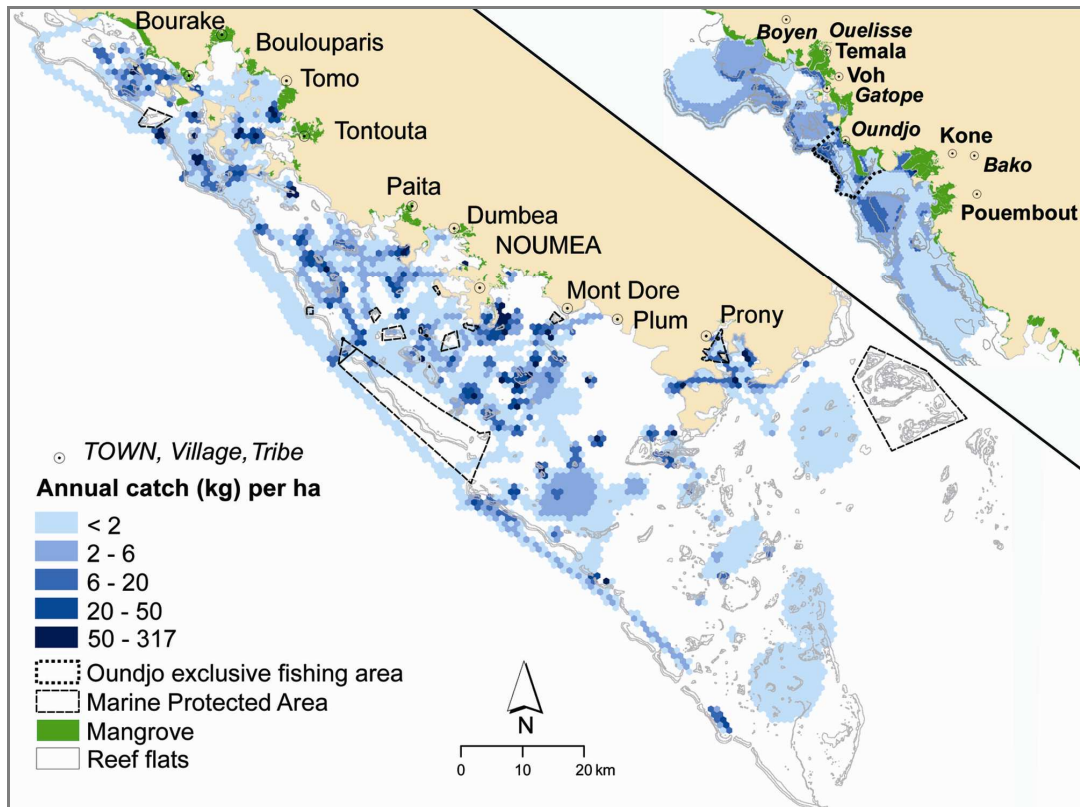 Bourake
Boulouparis
Tomo
Tontouta
Paita
Dumbea
NOUMEA
Mont Dore
Plum
Prony
Boyen
Ouelisse
Temala
Voh
Gatope
Oundjo
Kone
Bako
Pouembout
TOWN, Village, Tribe
Annual catch (kg) per ha
< 2
2 - 6
6 - 20
20 - 50
50 - 317
Oundjo exclusive fishing area
Marine Protected Area
Mangrove
Reef flats
N
0 10 20 km